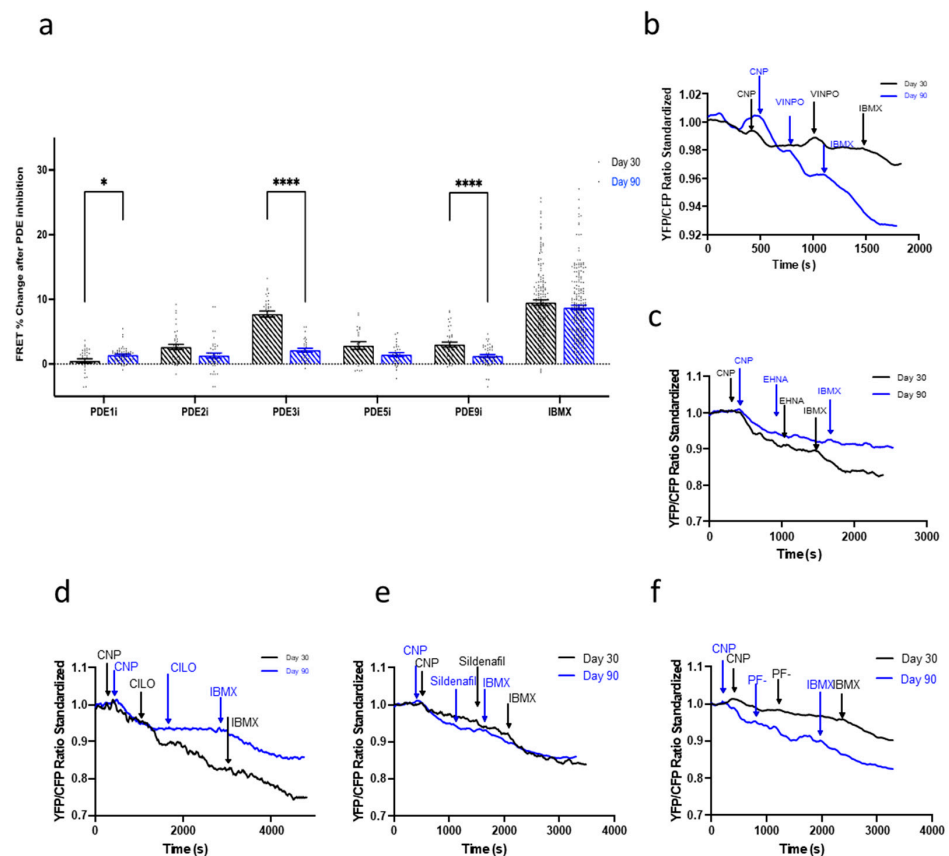 a
FRET % Change after PDE inhibition
30
20
10
0
*
****
****
Day 30
Day 90
PDE1i
PDE2i
PDE3i
PDE5i
PDE9i
IBMX
b
YFP/CFP Ratio Standardized
1.02
1.00
0.98
0.96
0.94
0.92
CNP
CNP
VINPO
VINPO
IBMX
IBMX
Day 30
Day 90
0
500
1000
1500
2000
Time (s)
c
YFP/CFP Ratio Standardized
1.1
1.0
0.9
0.8
0.7
CNP
CNP
EHNA
EHNA
IBMX
IBMX
Day 30
Day 90
0
1000
2000
3000
Time (s)
d
YFP/CFP Ratio Standardized
1.1
1.0
0.9
0.8
0.7
CNP
CNP
CILO
CILO
IBMX
IBMX
Day 30
Day 90
0
2000
4000
Time (s)
e
YFP/CFP Ratio Standardized
1.1
1.0
0.9
0.8
0.7
CNP
CNP
Sildenafil
Sildenafil
IBMX
IBMX
Day 30
Day 90
0
1000
2000
3000
4000
Time (s)
f
YFP/CFP Ratio Standardized
1.1
1.0
0.9
0.8
0.7
CNP
CNP
PF-
PF-
IBMX
IBMX
Day 30
Day 90
0
1000
2000
3000
4000
Time (s)